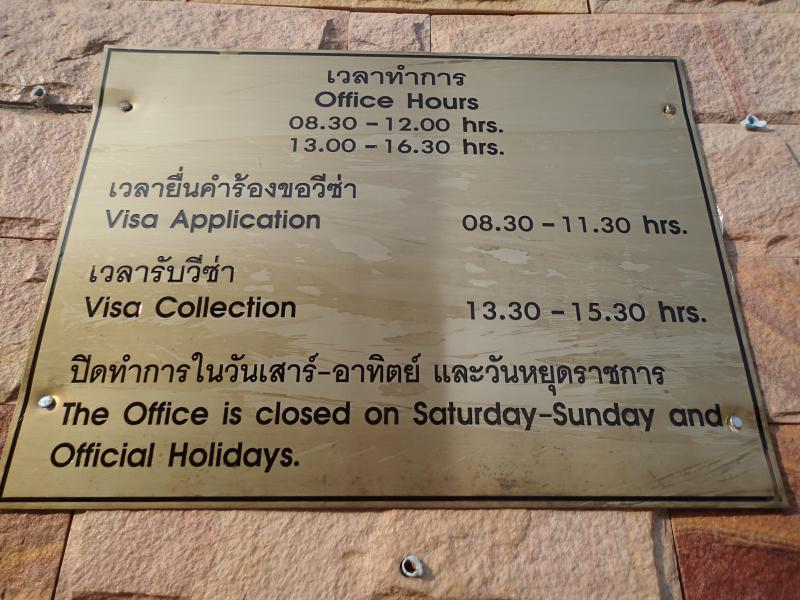 เวลาทำการ
Office Hours
08.30 – 12.00 hrs.
13.00 – 16.30 hrs.
เวลายื่นคำร้องขอวีซ่า
Visa Application 08.30 – 11.30 hrs.
เวลารับวีซ่า
Visa Collection 13.30 – 15.30 hrs.
ปิดทำการในวันเสาร์–อาทิตย์ และวันหยุดราชการ
The Office is closed on Saturday–Sunday and
Official Holidays.